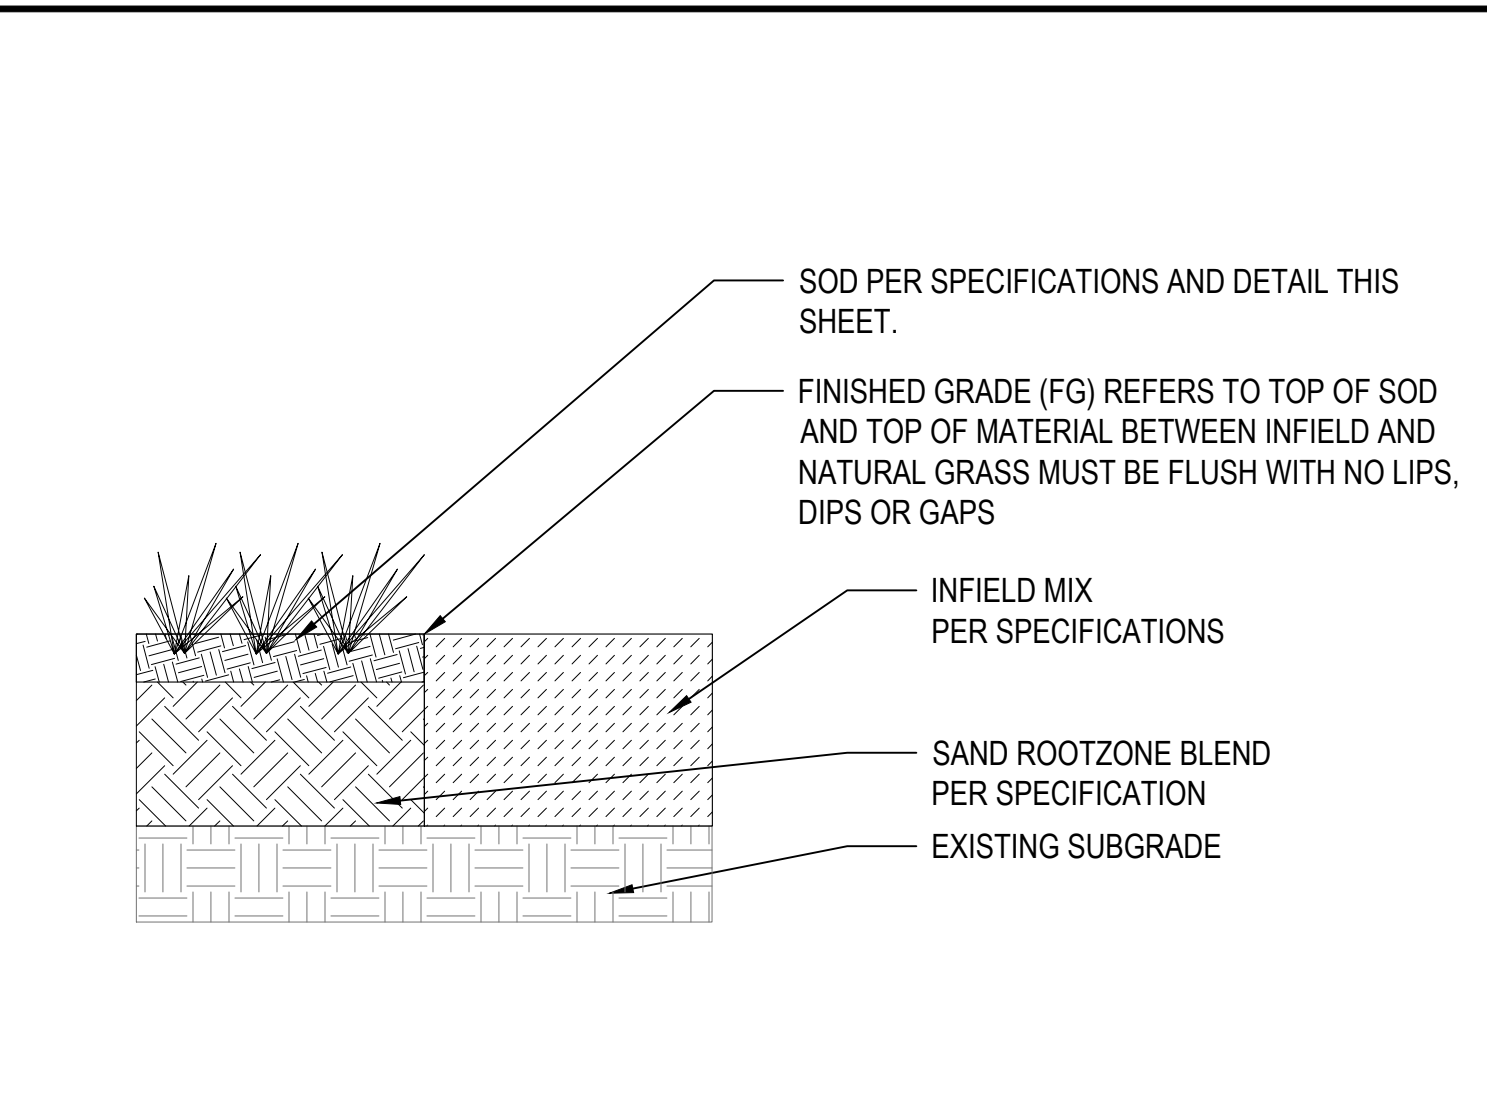 SOD PER SPECIFICATIONS AND DETAIL THIS
SHEET.
FINISHED GRADE (FG) REFERS TO TOP OF SOD
AND TOP OF MATERIAL BETWEEN INFIELD AND
NATURAL GRASS MUST BE FLUSH WITH NO LIPS,
DIPS OR GAPS
INFIELD MIX
PER SPECIFICATIONS
SAND ROOTZONE BLEND
PER SPECIFICATION
EXISTING SUBGRADE